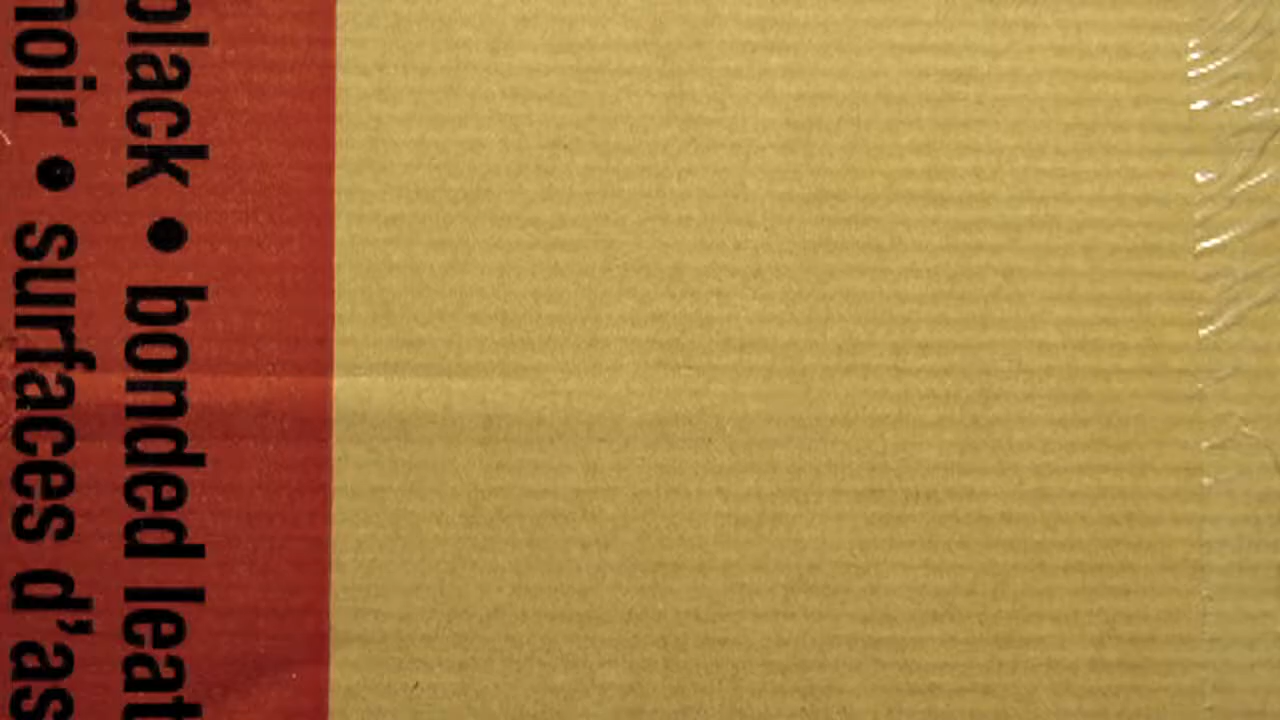 black • bonded leat
noir • surfaces d'as